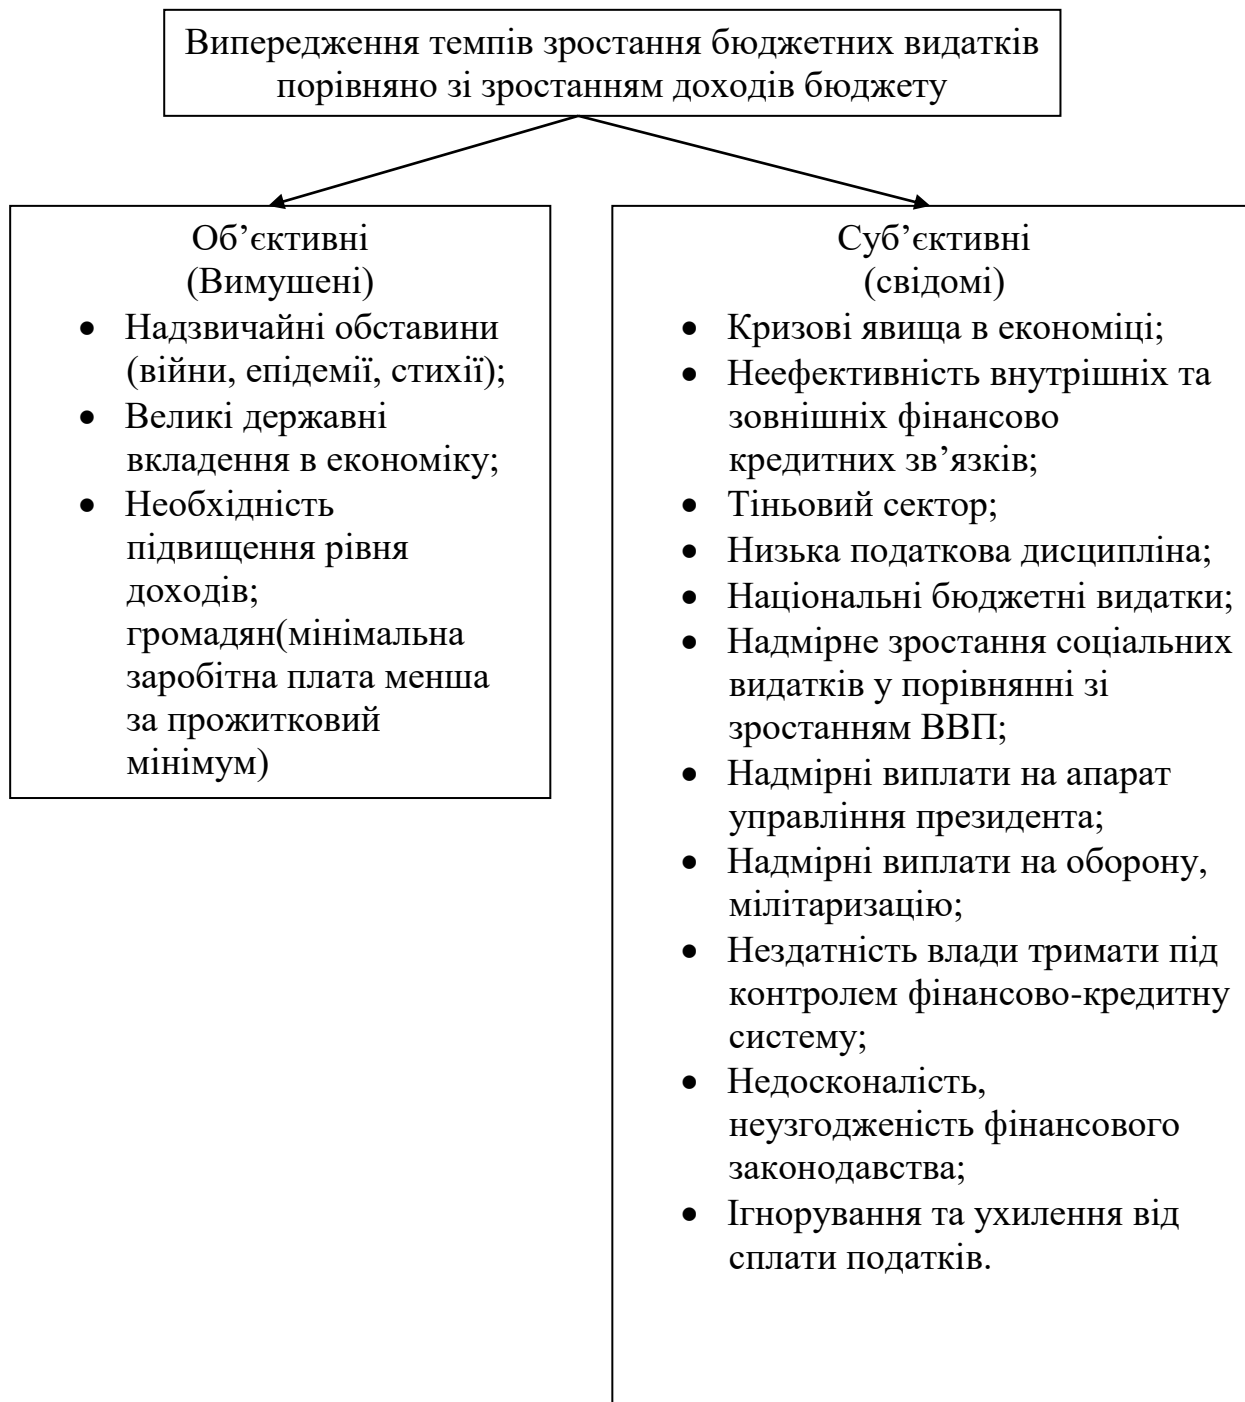 Випередження темпів зростання бюджетних видатків
порівняно зі зростанням доходів бюджету
Об’єктивні
(Вимушені)
• Надзвичайні обставини
(війни, епідемії, стихії);
• Великі державні
вкладення в економіку;
• Необхідність
підвищення рівня
доходів;
громадян(мінімальна
заробітна плата менша
за прожитковий
мінімум)
Суб’єктивні
(свідомі)
• Кризові явища в економіці;
• Неефективність внутрішніх та
зовнішніх фінансово
кредитних зв’язків;
• Тіньовий сектор;
• Низька податкова дисципліна;
• Національні бюджетні видатки;
• Надмірне зростання соціальних
видатків у порівнянні зі
зростанням ВВП;
• Надмірні виплати на апарат
управління президента;
• Надмірні виплати на оборону,
мілітаризацію;
• Нездатність влади тримати під
контролем фінансово-кредитну
систему;
• Недосконалість,
неузгодженість фінансового
законодавства;
• Ігнорування та ухилення від
сплати податків.